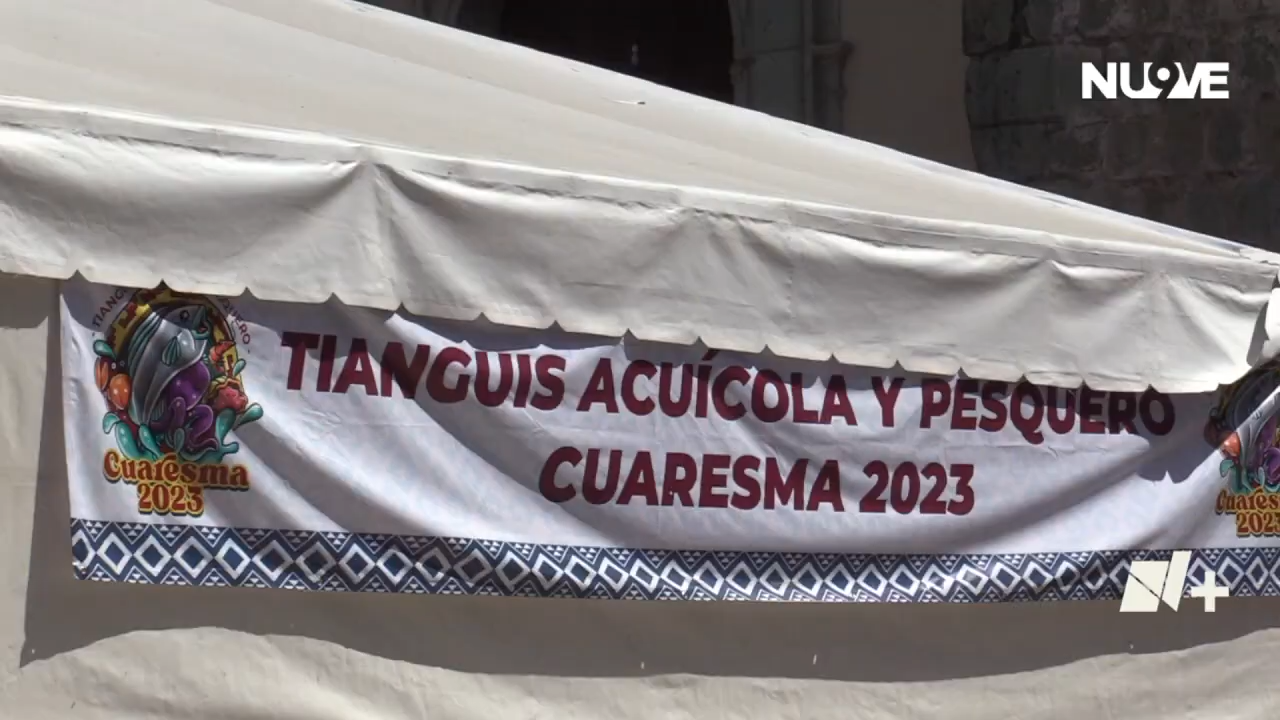 NU9VE
TIANGUIS ACUÍCOLA Y PESQUERO
CUARESMA 2023
Cuaresma
2023
N+